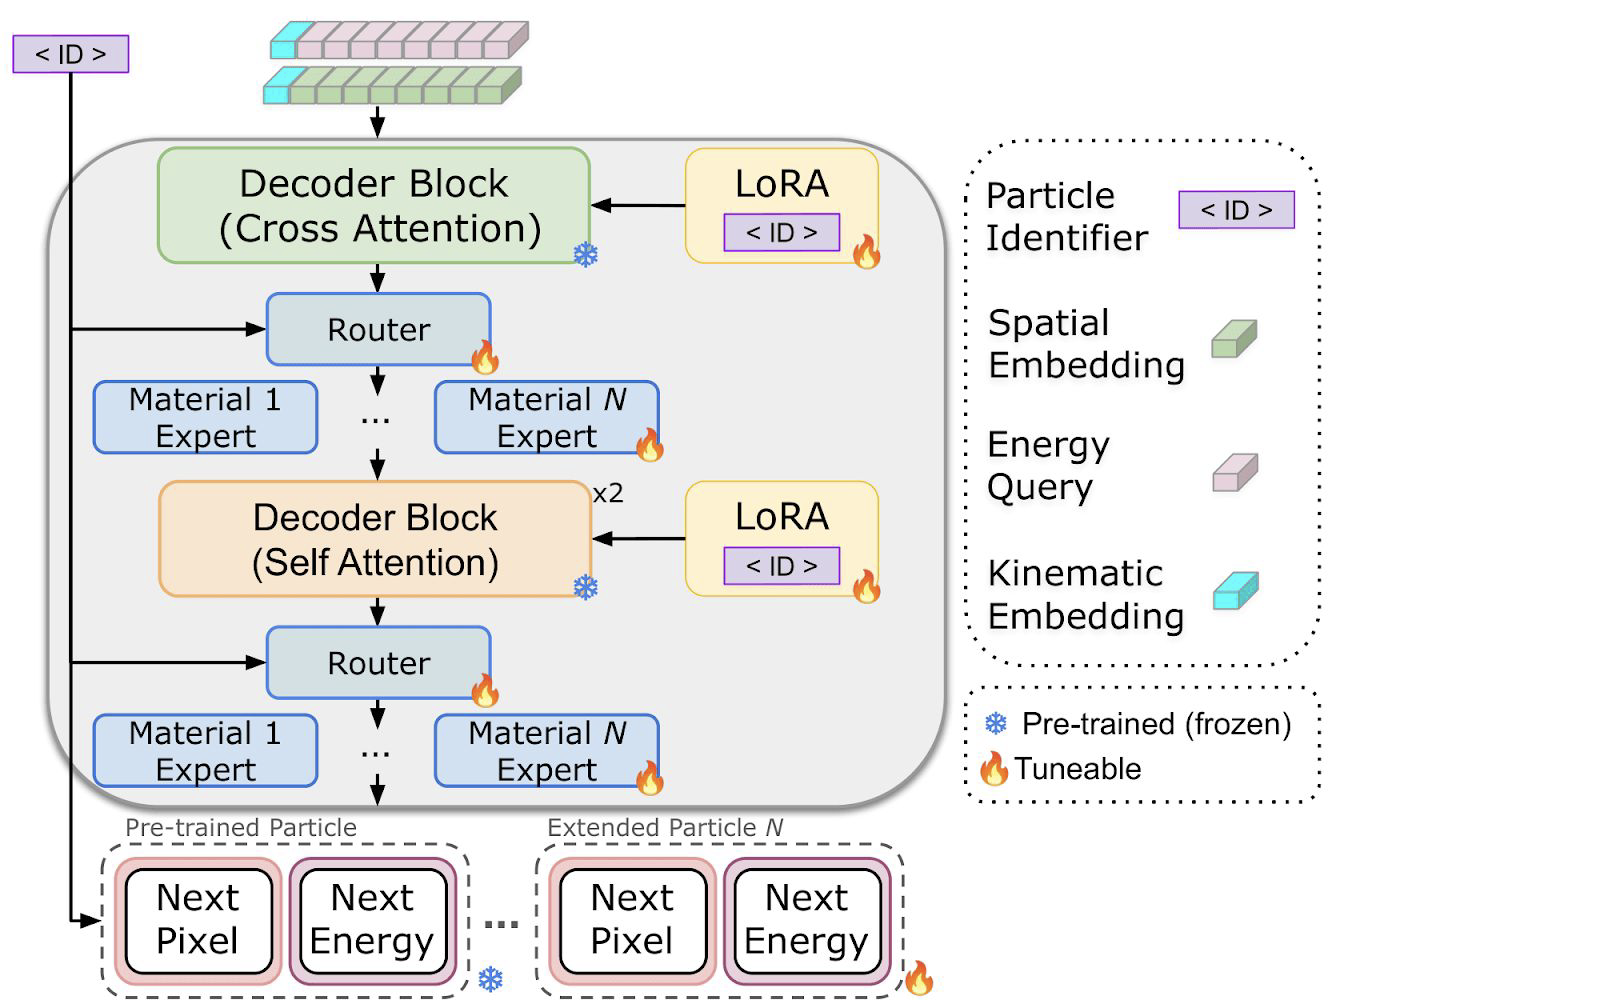 < ID >
Decoder Block
(Cross Attention)
LoRA
< ID >
Router
Material 1
Expert
...
Material N
Expert
Decoder Block
(Self Attention)
x2
LoRA
< ID >
Router
Material 1
Expert
...
Material N
Expert
Pre-trained Particle
Next
Pixel
Next
Energy
...
Extended Particle N
Next
Pixel
Next
Energy
Particle
Identifier
< ID >
Spatial
Embedding
Energy
Query
Kinematic
Embedding
Pre-trained (frozen)
Tuneable